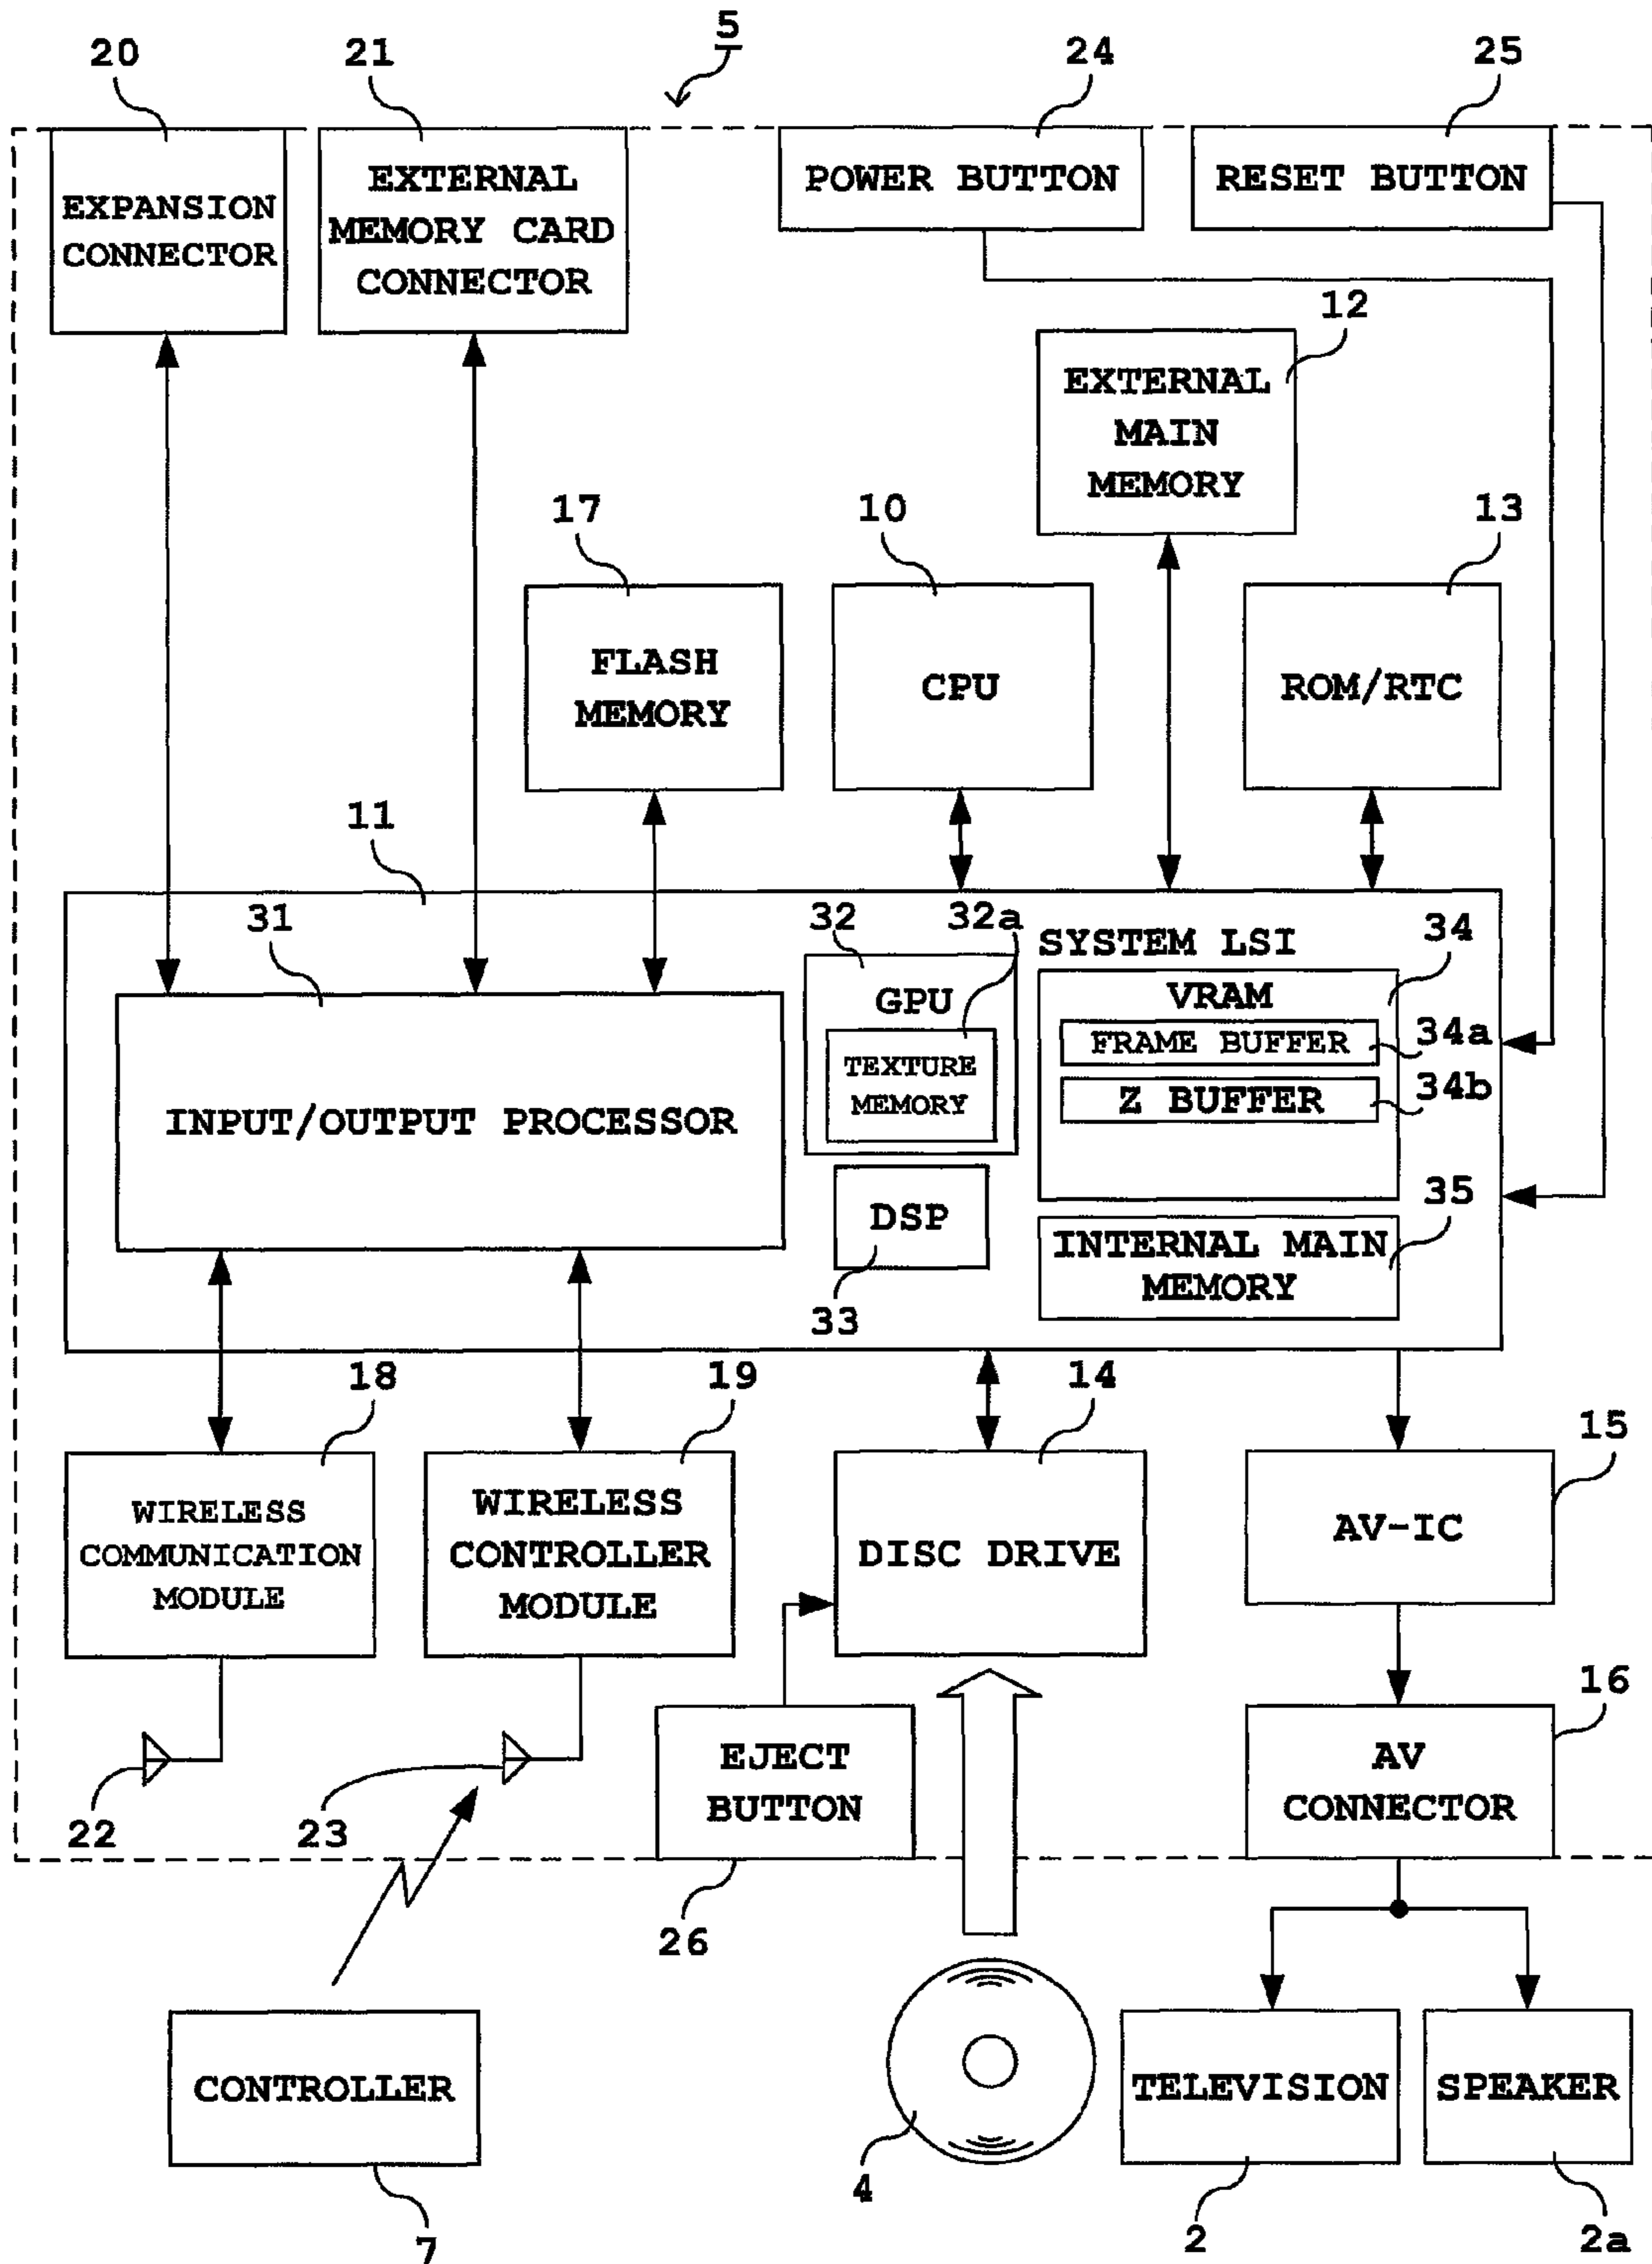 5
20
21
24
25
EXPANSION
CONNECTOR
EXTERNAL
MEMORY CARD
CONNECTOR
POWER BUTTON
RESET BUTTON
12
EXTERNAL
MAIN
MEMORY
17
10
13
FLASH
MEMORY
CPU
ROM/RTC
11
31
32
32a
SYSTEM LSI
34
GPU
VRAM
FRAME BUFFER
34a
TEXTURE
MEMORY
Z BUFFER
34b
INPUT/OUTPUT PROCESSOR
DSP
35
INTERNAL MAIN
MEMORY
33
18
19
14
15
WIRELESS
COMMUNICATION
MODULE
WIRELESS
CONTROLLER
MODULE
DISC DRIVE
AV-IC
16
EJECT
BUTTON
AV
CONNECTOR
22
23
26
CONTROLLER
TELEVISION
SPEAKER
4
7
2
2a